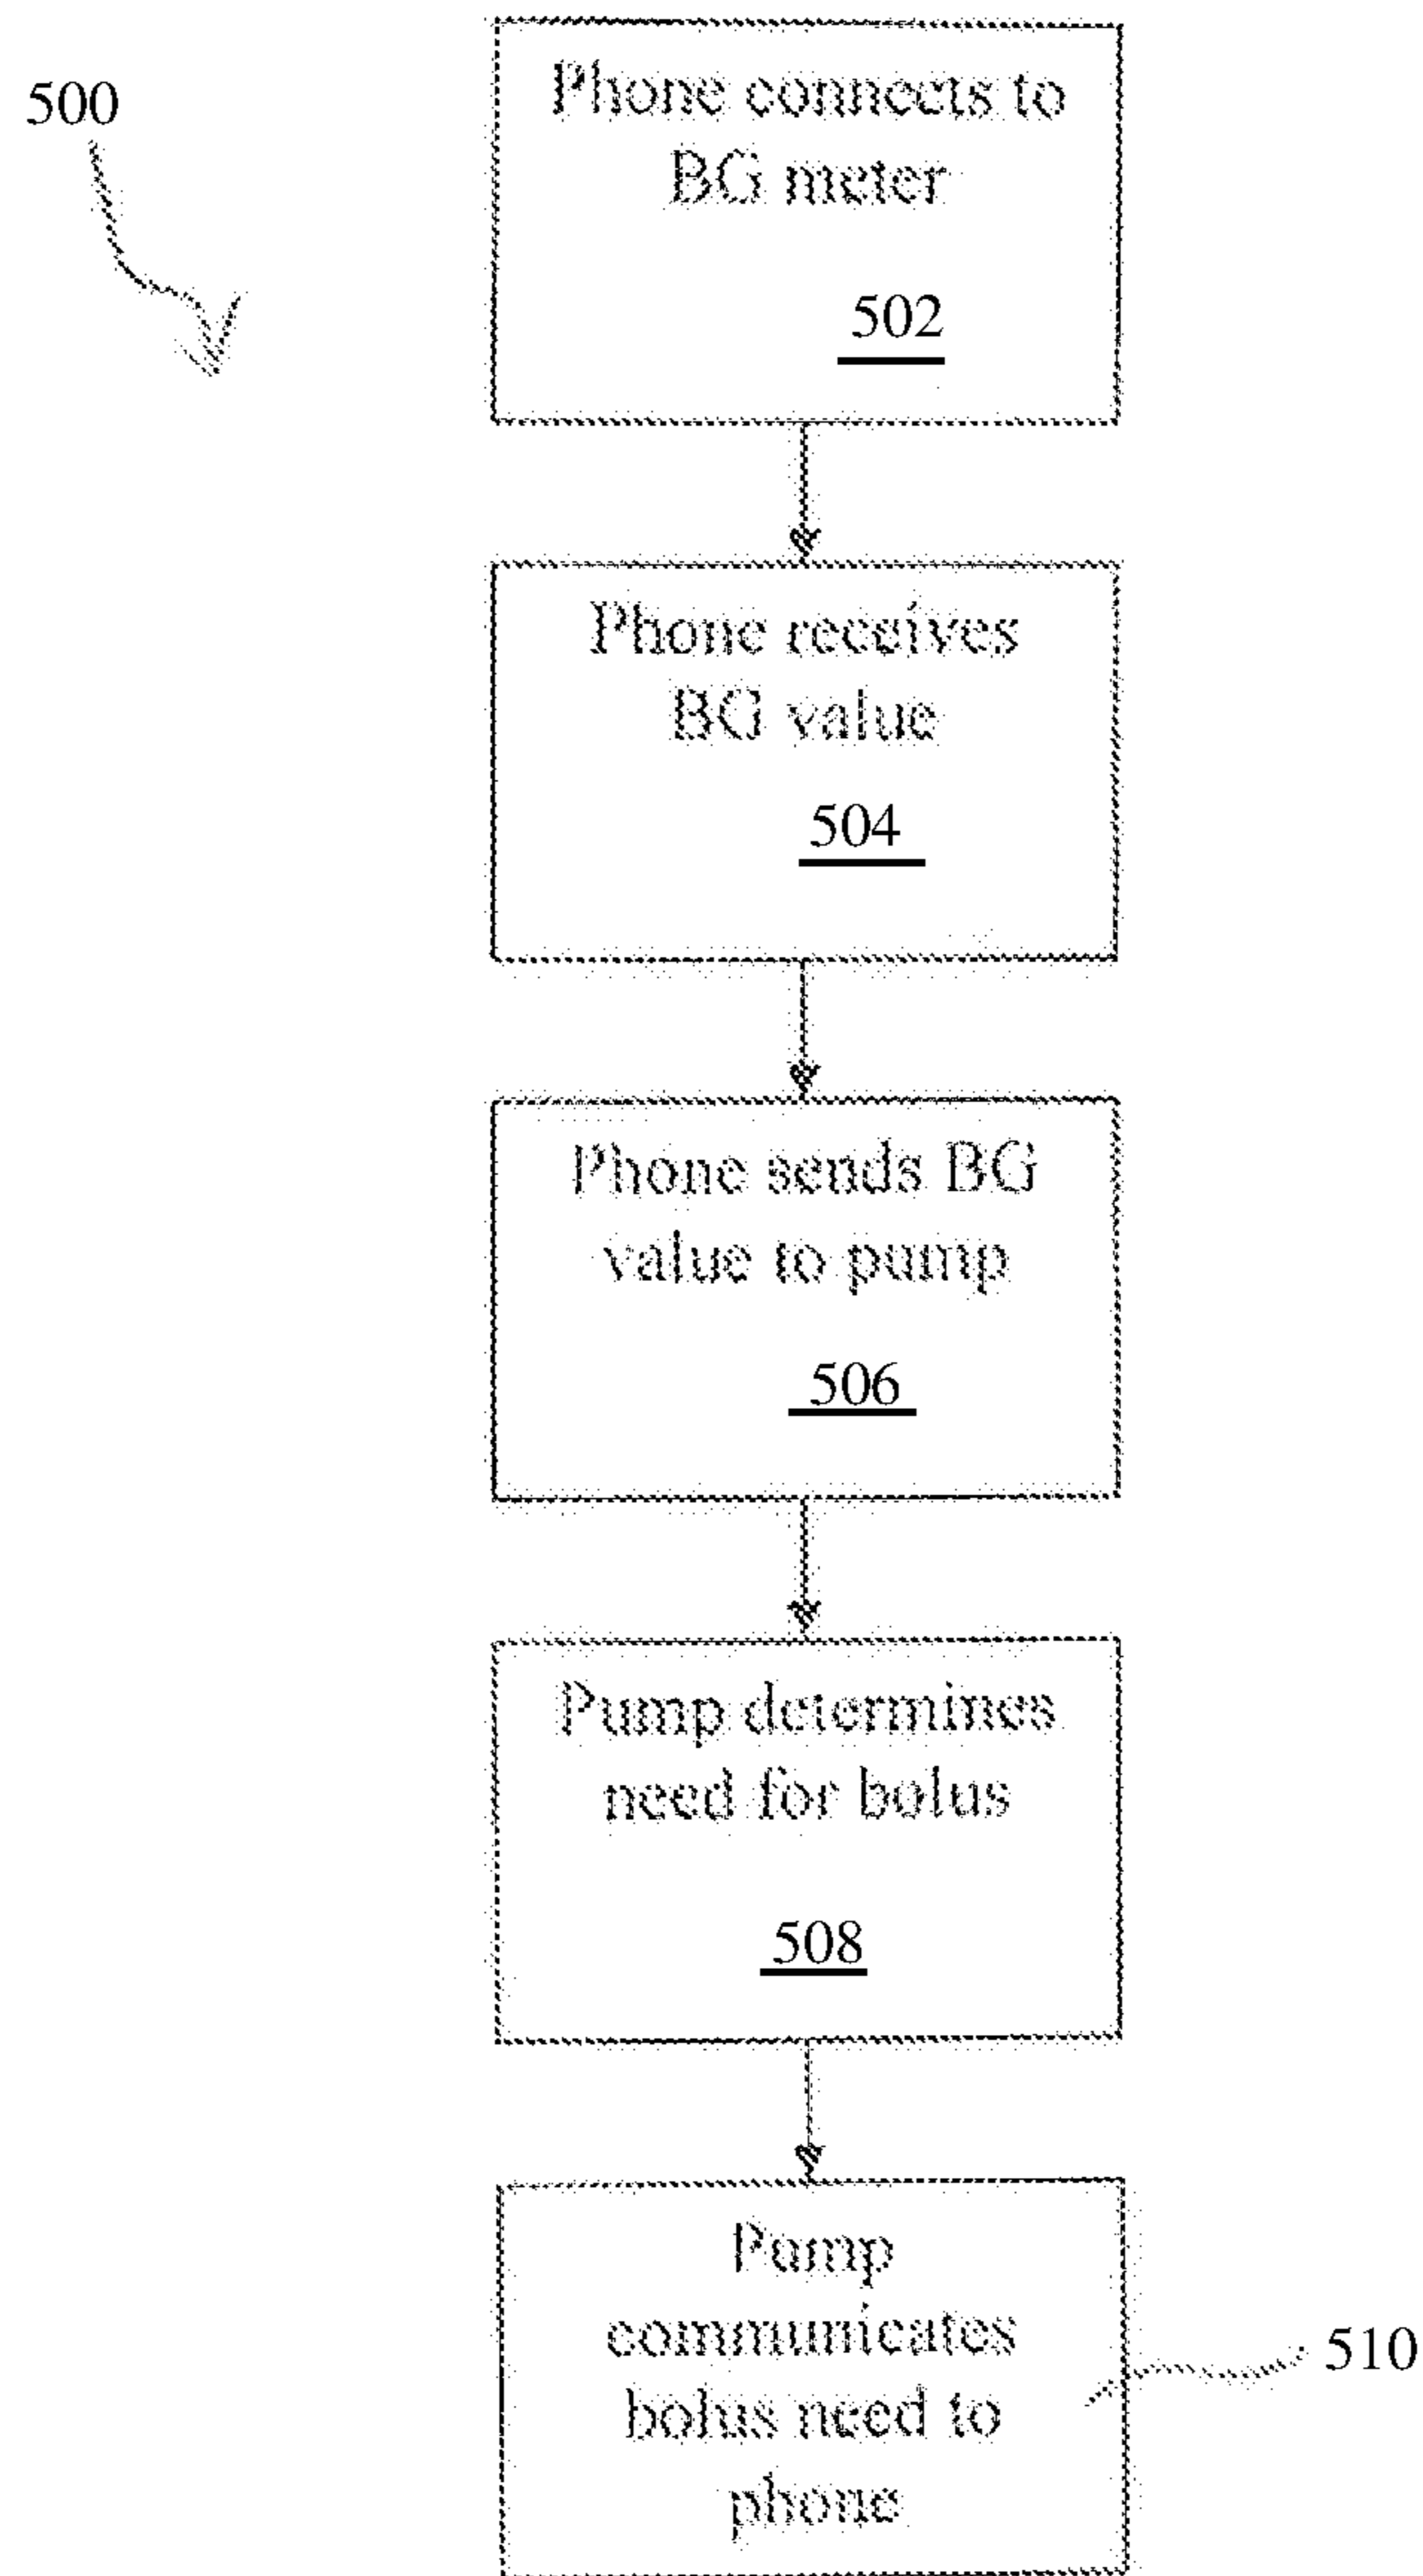 500
Phone connects to
BG meter
502
Phone receives
BG value
504
Phone sends BG
value to pump
506
Pump determines
need for bolus
508
Pump
communicates
bolus need to
phone
510